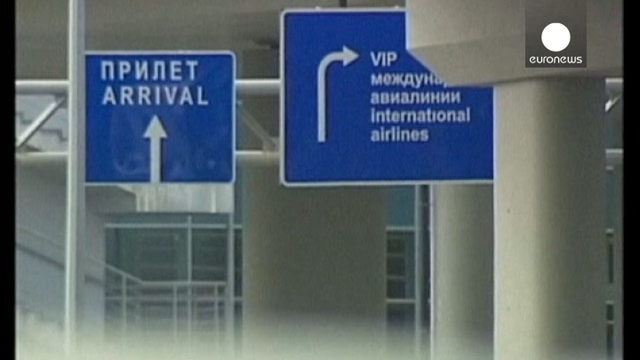 ПРИЛЕТ
ARRIVAL
VIP
авиалинии
international
airlines
euronews